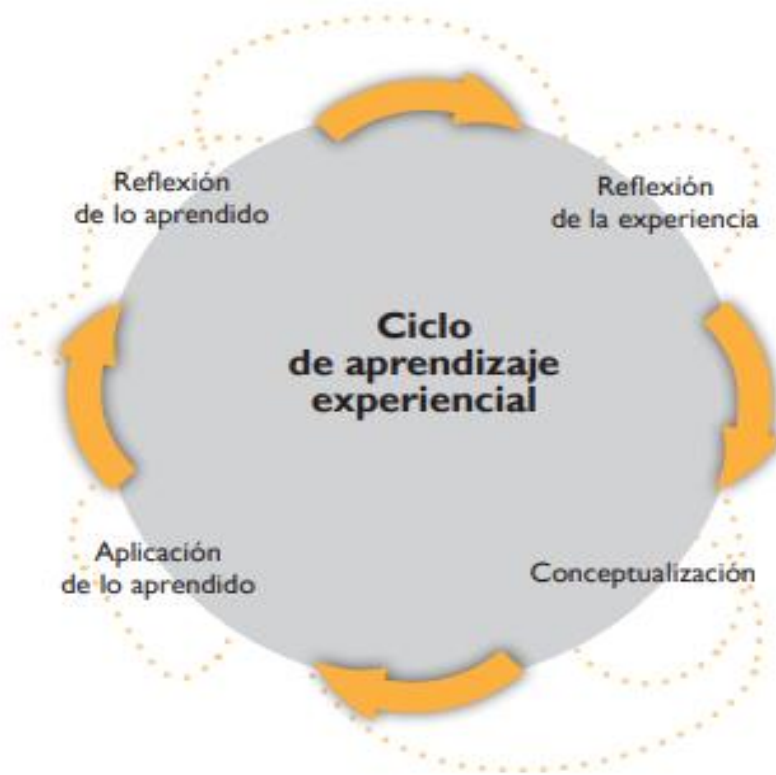 Reflexión
de lo aprendido
Reflexión
de la experiencia
Ciclo
de aprendizaje
experiencial
Aplicación
de lo aprendido
Conceptualización